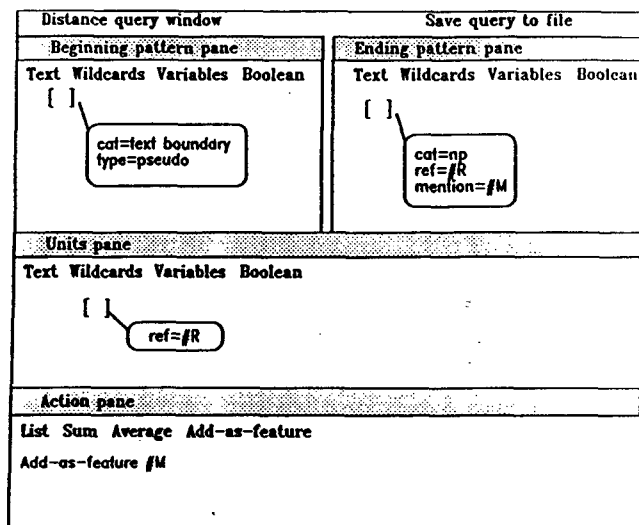 Distance query window Save query to file
Beginning pattern pane
Text Wildcards Variables Boolean
[ ]
cat=text boundary
type=pseudo
Ending pattern pane
Text Wildcards Variables Boolean
[ ]
cat=np
ref=#R
mention=#M
Units pane
Text Wildcards Variables Boolean
[ ]
ref=#R
Action pane
List Sum Average Add-as-feature
Add-as-feature #M